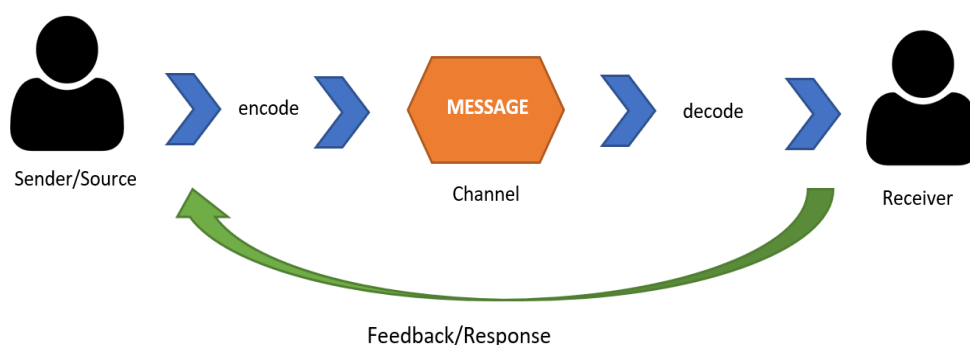 encode
MESSAGE
decode
Sender/Source
Channel
Receiver
Feedback/Response